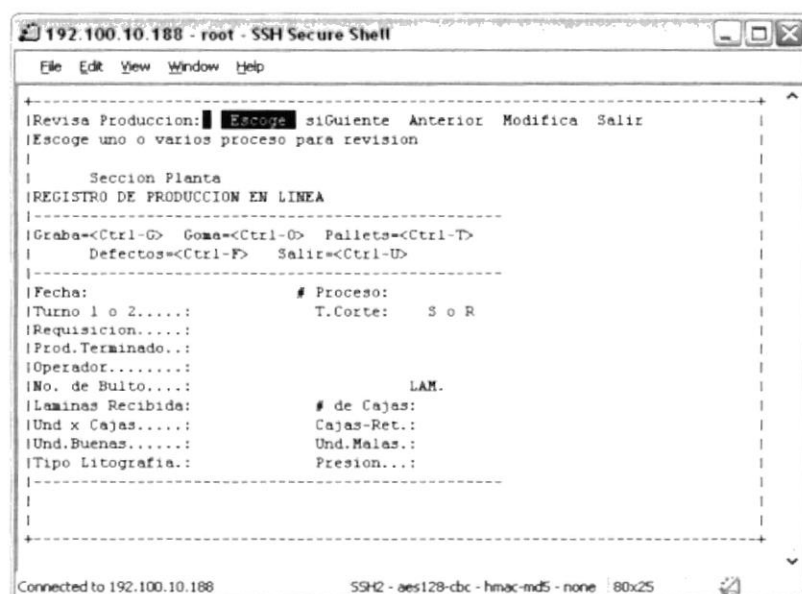 192.100.10.188 - root - SSH Secure Shell
File Edit View Window Help
+------------------------------------------------------------------------------+
|Revisa Produccion: Escoge siGuiente Anterior Modifica Salir |
|Escoge uno o varios proceso para revision |
| |
| Seccion Planta |
|REGISTRO DE PRODUCCION EN LINEA |
|---------------------------------------------------- |
|Graba=<Ctrl-G> Goma=<Ctrl-O> Pallets=<Ctrl-T> |
| Defectos=<Ctrl-F> Salir=<Ctrl-U> |
|---------------------------------------------------- |
|Fecha: # Proceso: |
|Turno 1 o 2.....: T.Corte: S o R |
|Requisicion.....: |
|Prod.Terminado..: |
|Operador........: |
|No. de Bulto....: LAM. |
|Laminas Recibida: # de Cajas: |
|Und x Cajas.....: Cajas-Ret.: |
|Und.Buenas......: Und.Malas.: |
|Tipo Litografia.: Presion...: |
|---------------------------------------------------- |
| |
| |
+------------------------------------------------------------------------------+
Connected to 192.100.10.188 SSH2 - aes128-cbc - hmac-md5 - none 80x25